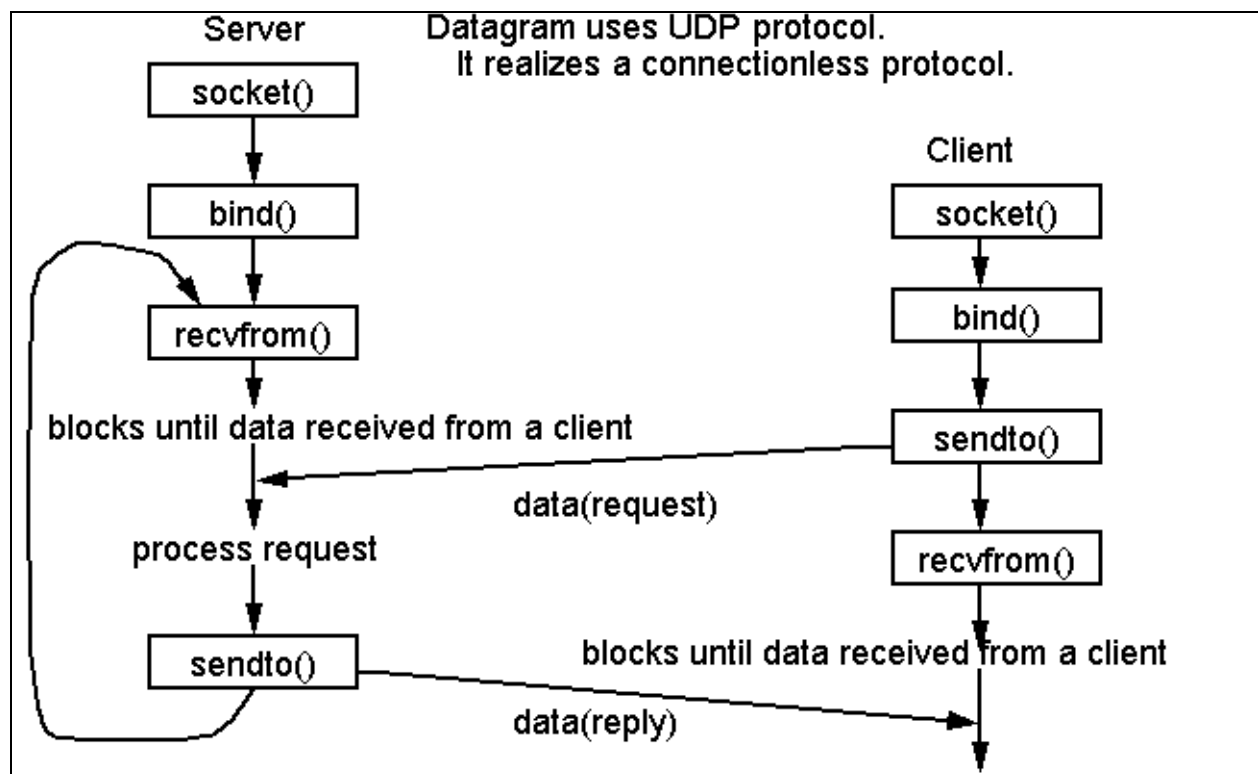 Server
Datagram uses UDP protocol.
It realizes a connectionless protocol.
socket()
Client
bind()
socket()
recvfrom()
bind()
blocks until data received from a client
sendto()
data(request)
process request
recvfrom()
sendto()
blocks until data received from a client
data(reply)